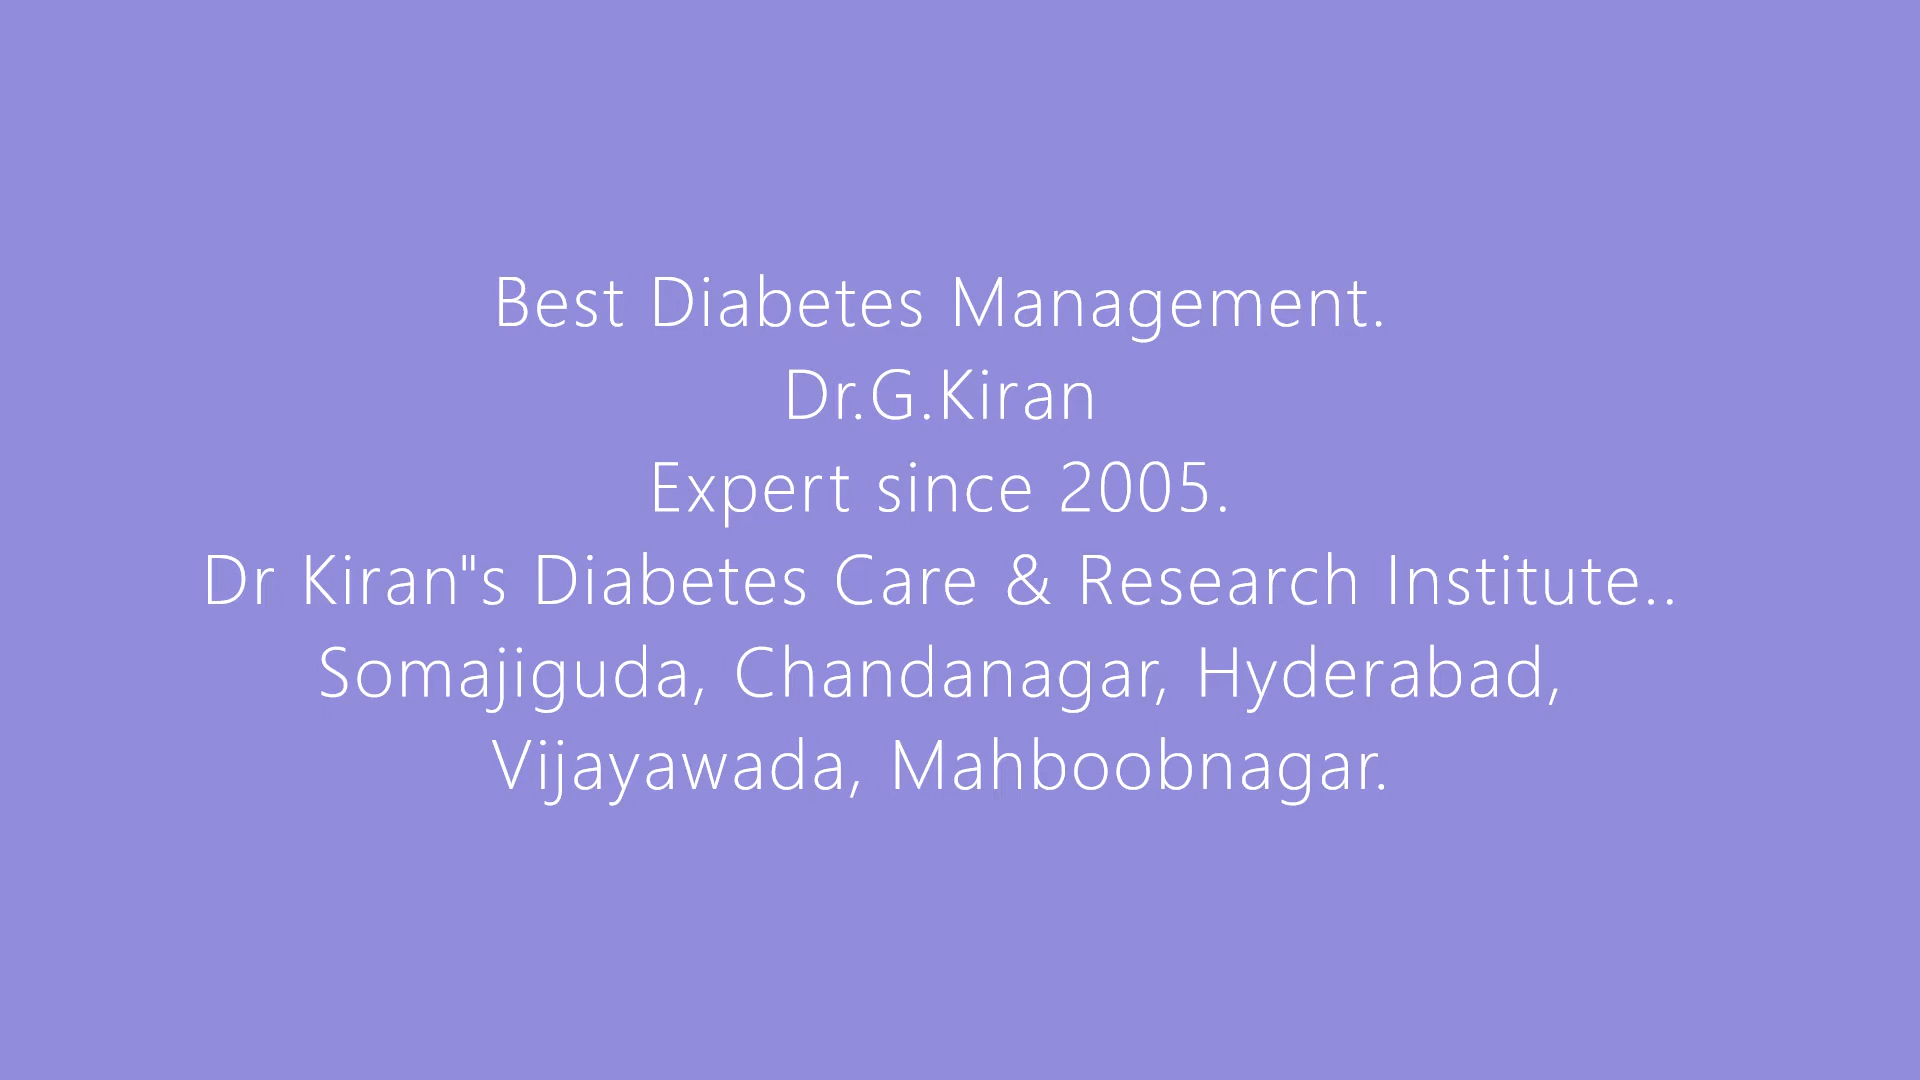 Best Diabetes Management.
Dr.G.Kiran
Expert since 2005.
Dr Kiran"s Diabetes Care & Research Institute..
Somajiguda, Chandanagar, Hyderabad,
Vijayawada, Mahboobnagar.